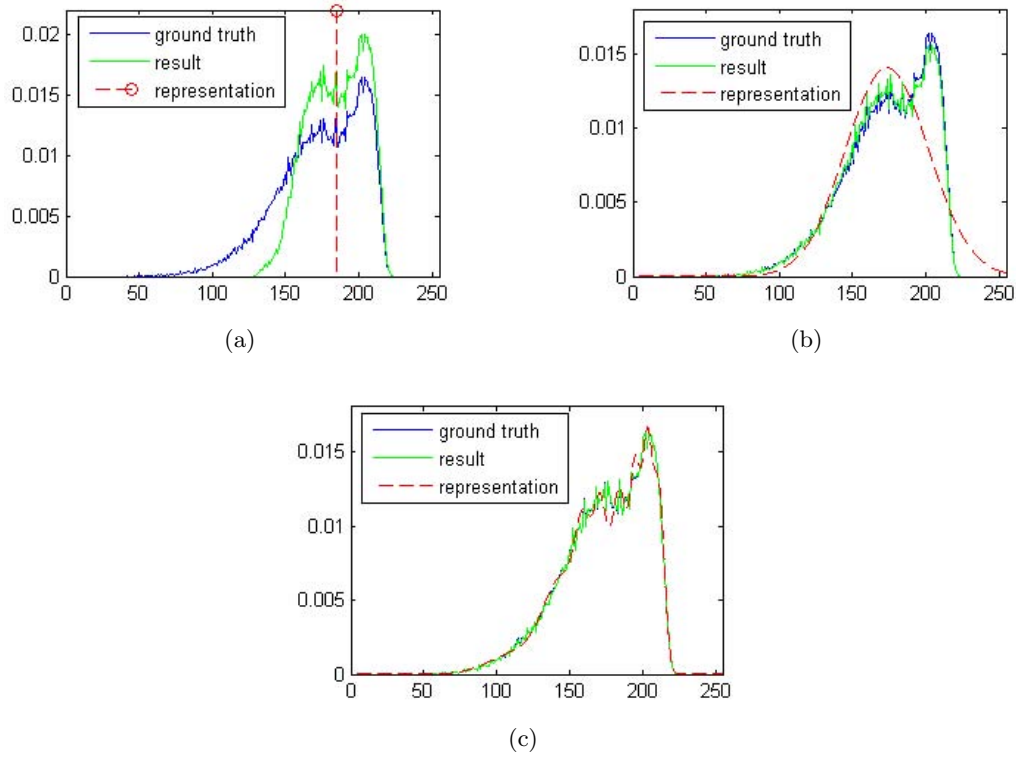 0.02
0.015
0.01
0.005
0
0 50 100 150 200 250
ground truth
result
representation
(a)
0.015
0.01
0.005
0
0 50 100 150 200 250
ground truth
result
representation
(b)
0.015
0.01
0.005
0
0 50 100 150 200 250
ground truth
result
representation
(c)